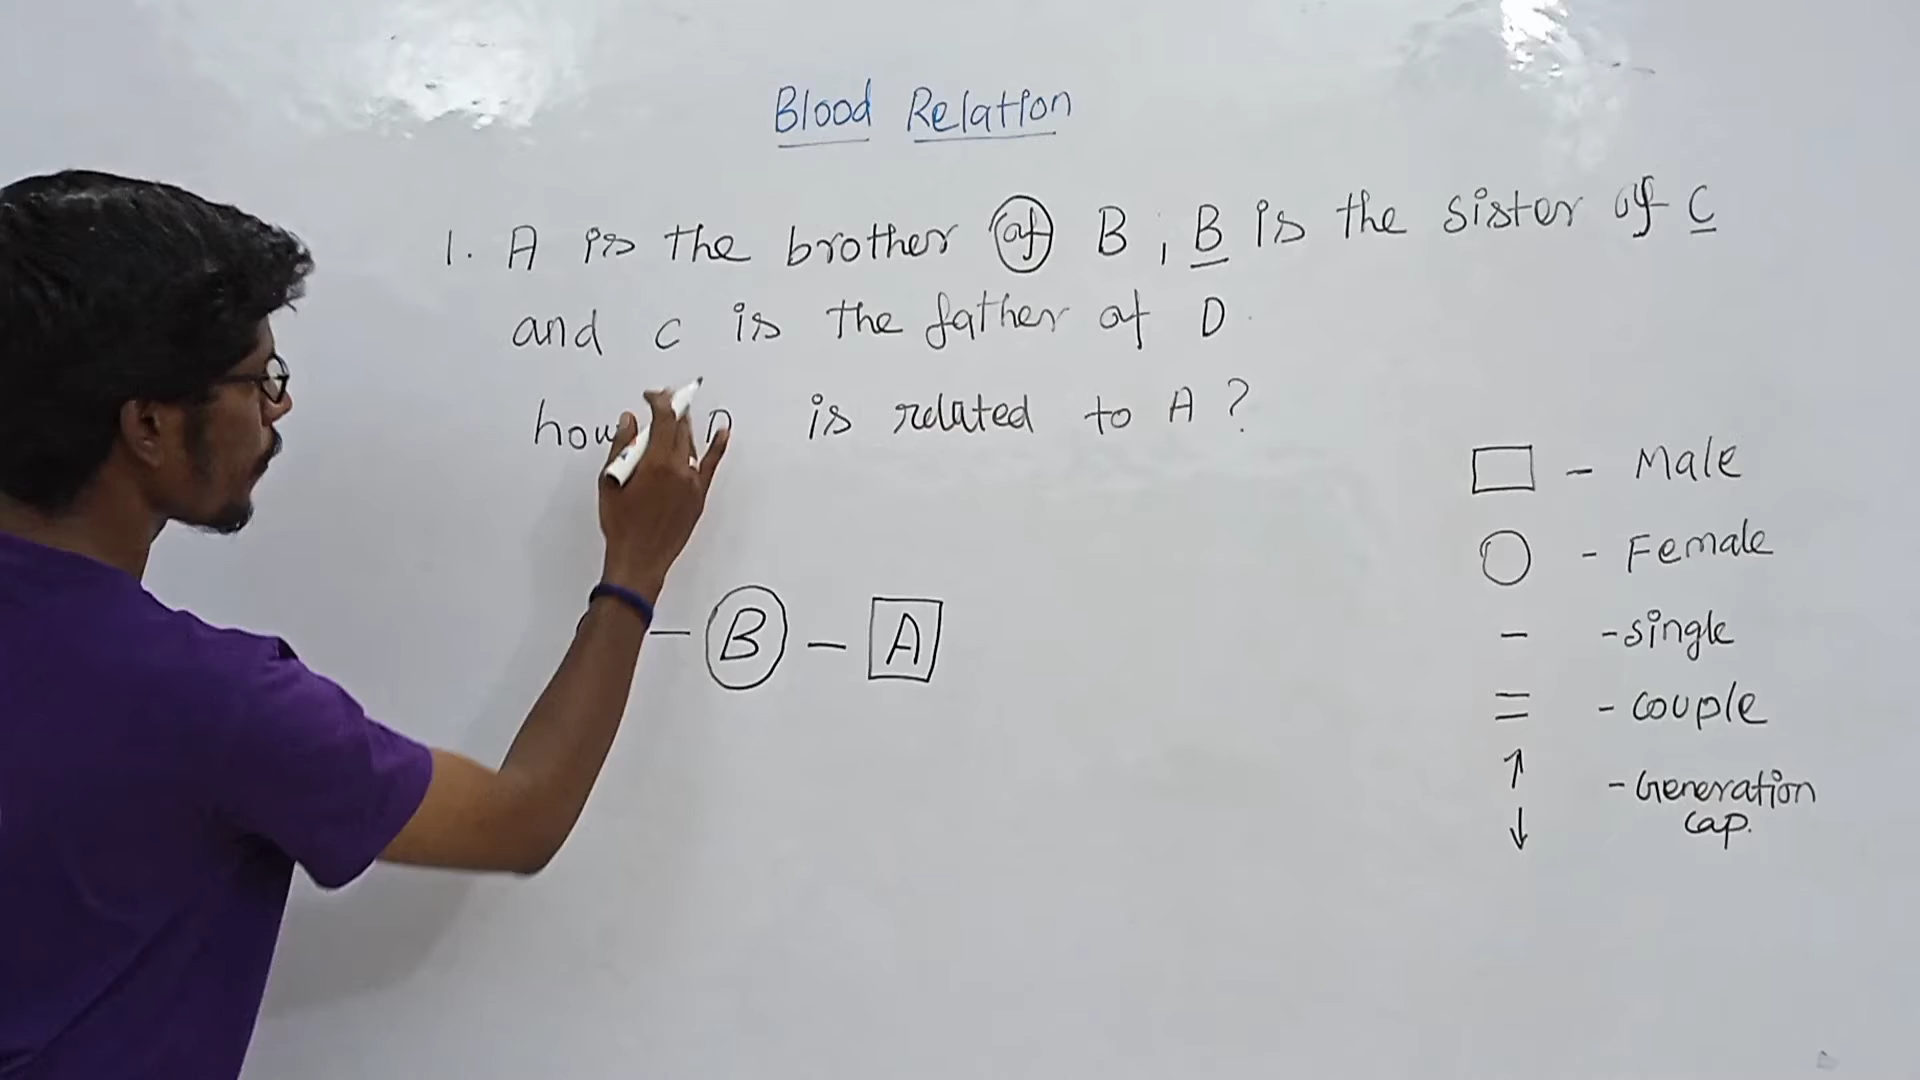 Blood Relation
1. A is the brother of B, B is the sister of C
and C is the father of D.
how D is related to A?
- B - A
□ - Male
○ - Female
— - single
= - couple
↑ ↓ - Generation
cap.